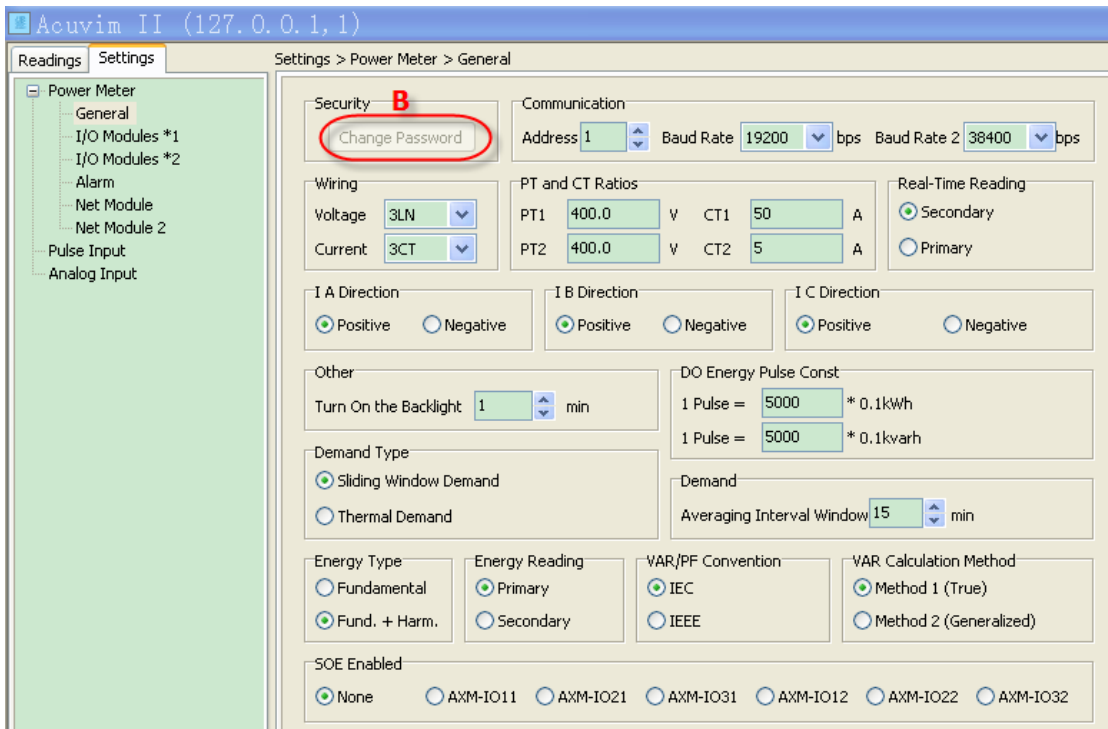 Acuvim II (127.0.0.1,1)
Readings Settings
Settings > Power Meter > General
Power Meter
General
I/O Modules *1
I/O Modules *2
Alarm
Net Module
Net Module 2
Pulse Input
Analog Input
Security B
Change Password
Communication
Address 1 Baud Rate 19200 bps Baud Rate 2 38400 bps
Wiring
Voltage 3LN
Current 3CT
PT and CT Ratios
PT1 400.0 V CT1 50 A
PT2 400.0 V CT2 5 A
Real-Time Reading
Secondary
Primary
I A Direction
Positive Negative
I B Direction
Positive Negative
I C Direction
Positive Negative
Other
Turn On the Backlight 1 min
DO Energy Pulse Const
1 Pulse = 5000 * 0.1kWh
1 Pulse = 5000 * 0.1kvarh
Demand Type
Sliding Window Demand
Thermal Demand
Demand
Averaging Interval Window 15 min
Energy Type
Fundamental
Fund. + Harm.
Energy Reading
Primary
Secondary
VAR/PF Convention
IEC
IEEE
VAR Calculation Method
Method 1 (True)
Method 2 (Generalized)
SOE Enabled
None AXM-IO11 AXM-IO21 AXM-IO31 AXM-IO12 AXM-IO22 AXM-IO32